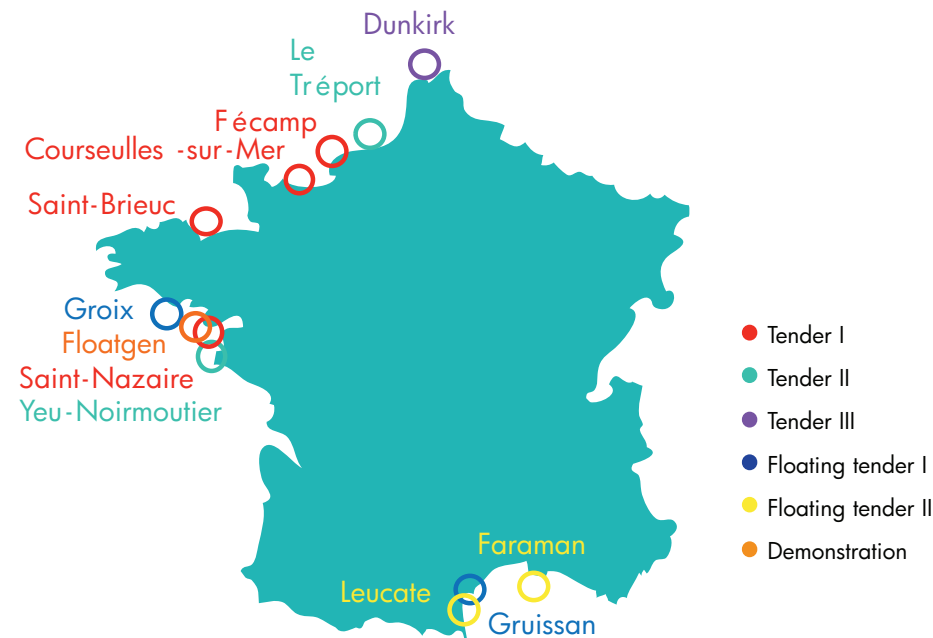 Dunkirk
Le
Tréport
Fécamp
Courseulles -sur-Mer
Saint-Brieuc
Groix
Floatgen
Saint-Nazaire
Yeu-Noirmoutier
Tender I
Tender II
Tender III
Floating tender I
Floating tender II
Demonstration
Faraman
Leucate
Gruissan